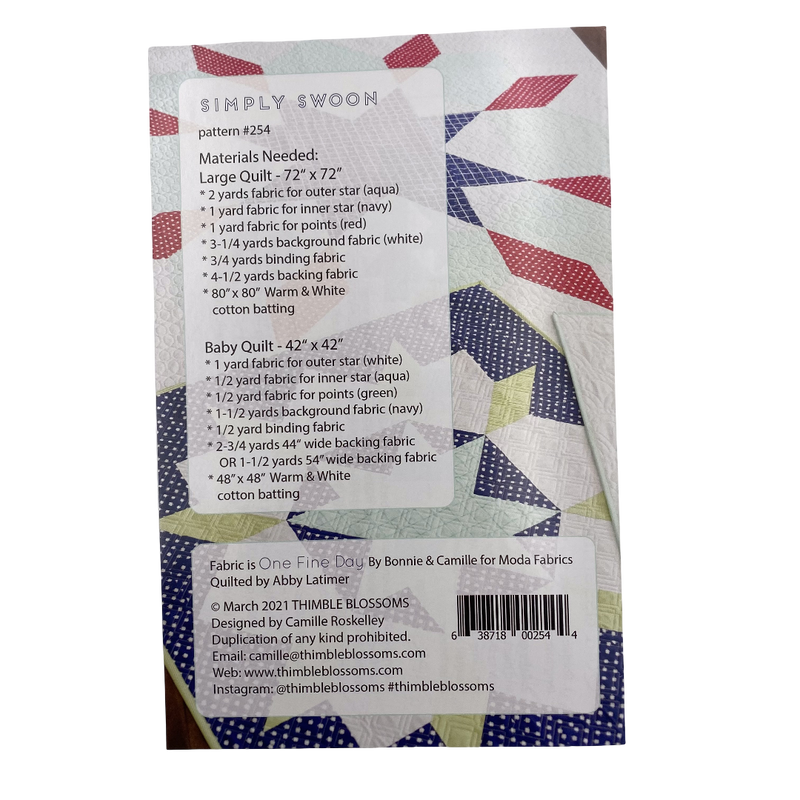 SIMPLY SWOON
pattern #254
Materials Needed:
Large Quilt - 72" x 72"
* 2 yards fabric for outer star (aqua)
* 1 yard fabric for inner star (navy)
* 1 yard fabric for points (red)
* 3-1/4 yards background fabric (white)
* 3/4 yards binding fabric
* 4-1/2 yards backing fabric
* 80" x 80" Warm & White
cotton batting
Baby Quilt - 42" x 42"
* 1 yard fabric for outer star (white)
* 1/2 yard fabric for inner star (aqua)
* 1/2 yard fabric for points (green)
* 1-1/2 yards background fabric (navy)
* 1/2 yard binding fabric
* 2-3/4 yards 44" wide backing fabric
OR 1-1/2 yards 54" wide backing fabric
* 48" x 48" Warm & White
cotton batting
Fabric is One Fine Day By Bonnie & Camille for Moda Fabrics
Quilted by Abby Latimer
© March 2021 THIMBLE BLOSSOMS
Designed by Camille Roskelley
Duplication of any kind prohibited.
Email: camille@thimbleblossoms.com
Web: www.thimbleblossoms.com
Instagram: @thimbleblossoms #thimbleblossoms
6 38718 00254 4